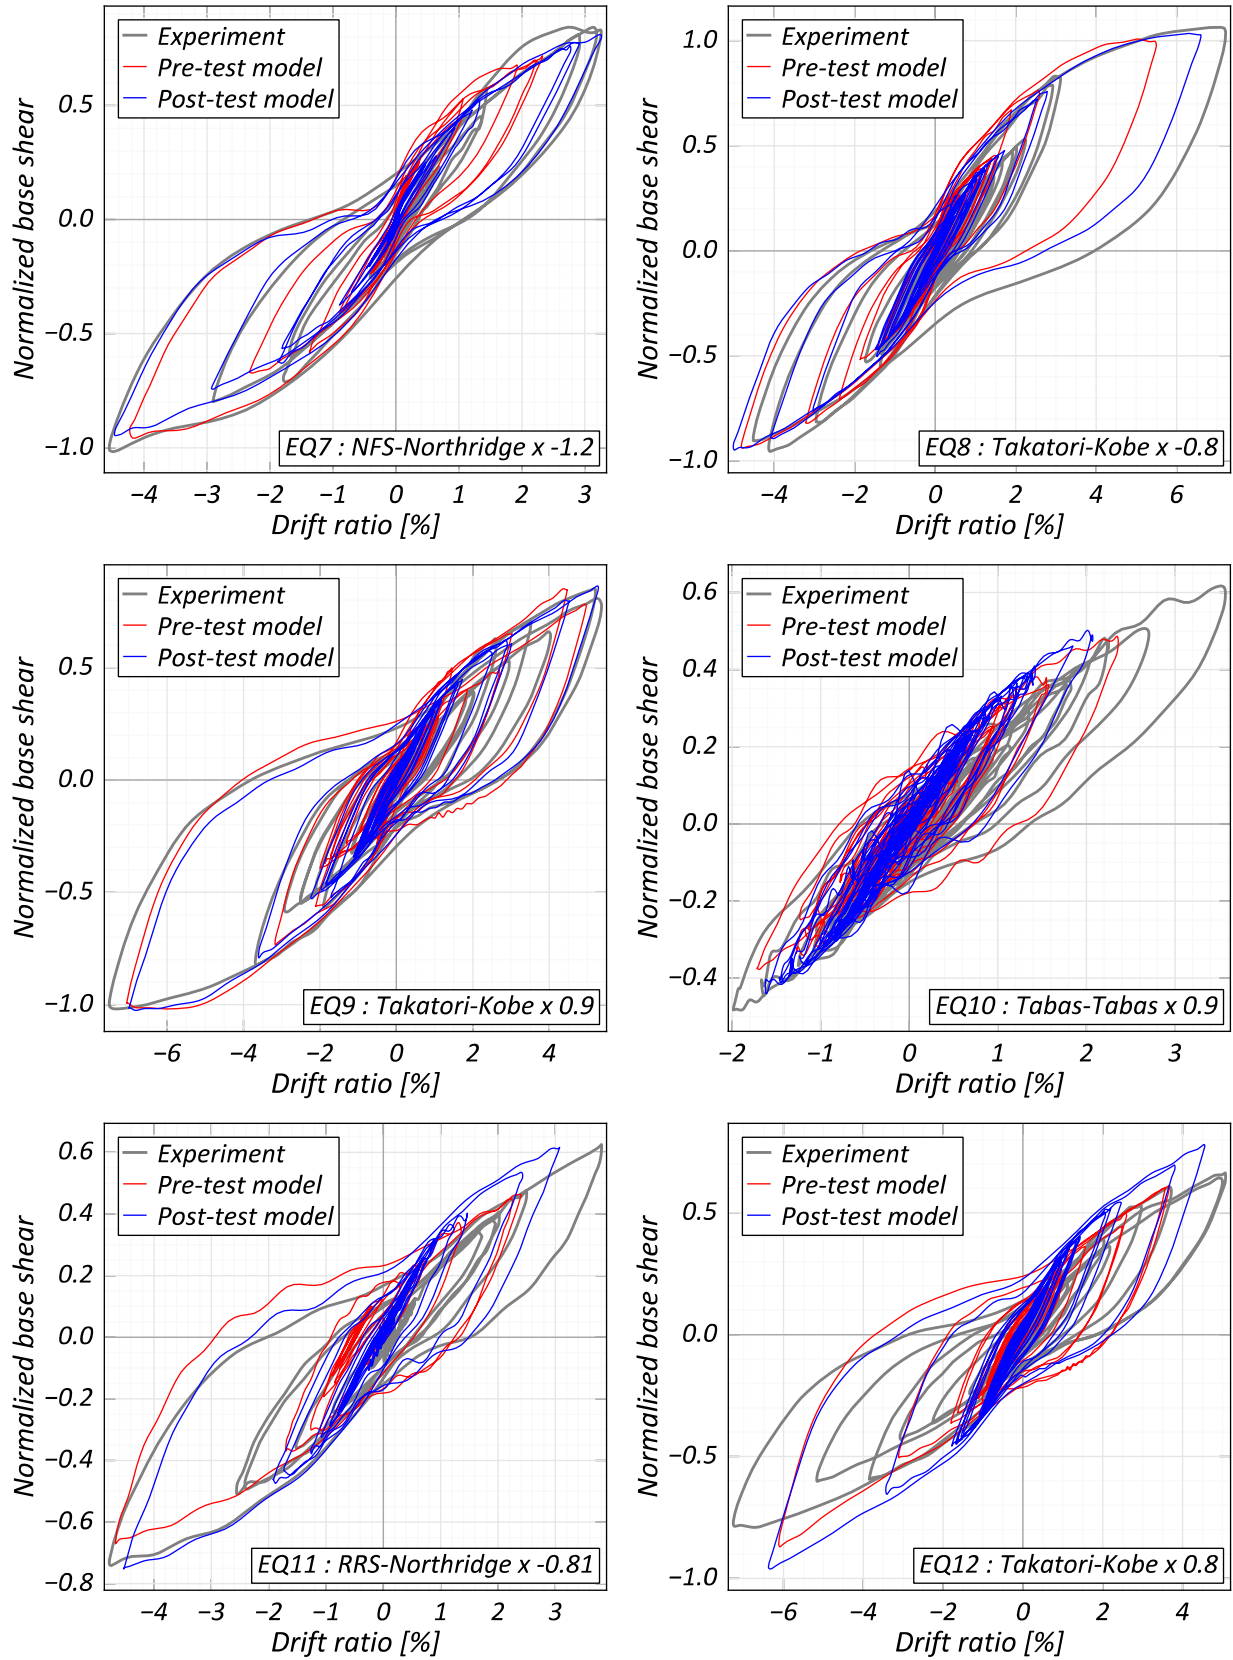 Experiment
Pre-test model
Post-test model
0.5
0.0
−0.5
−1.0
Normalized base shear
EQ7 : NFS-Northridge x -1.2
−4 −3 −2 −1 0 1 2 3
Drift ratio [%]
Experiment
Pre-test model
Post-test model
1.0
0.5
0.0
−0.5
−1.0
Normalized base shear
EQ8 : Takatori-Kobe x -0.8
−4 −2 0 2 4 6
Drift ratio [%]
Experiment
Pre-test model
Post-test model
0.5
0.0
−0.5
−1.0
Normalized base shear
EQ9 : Takatori-Kobe x 0.9
−6 −4 −2 0 2 4
Drift ratio [%]
Experiment
Pre-test model
Post-test model
0.6
0.4
0.2
0.0
−0.2
−0.4
Normalized base shear
EQ10 : Tabas-Tabas x 0.9
−2 −1 0 1 2 3
Drift ratio [%]
Experiment
Pre-test model
Post-test model
0.6
0.4
0.2
0.0
−0.2
−0.4
−0.6
−0.8
Normalized base shear
EQ11 : RRS-Northridge x -0.81
−4 −3 −2 −1 0 1 2 3
Drift ratio [%]
Experiment
Pre-test model
Post-test model
0.5
0.0
−0.5
−1.0
Normalized base shear
EQ12 : Takatori-Kobe x 0.8
−6 −4 −2 0 2 4
Drift ratio [%]